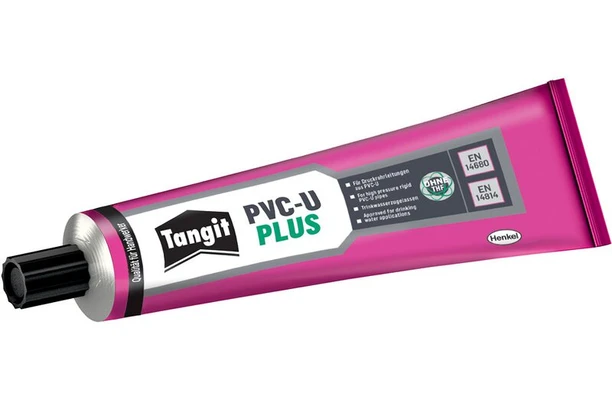 Qualität für Handwerker
Tangit
PVC-U
PLUS
Für Druckrohrleitungen
aus PVC-U
For high pressure rigid
PVC-U pipes
Trinkwasserzugelassen
Approved for drinking
water applications
OHNE
THF
EN
14680
EN
14814
Henkel